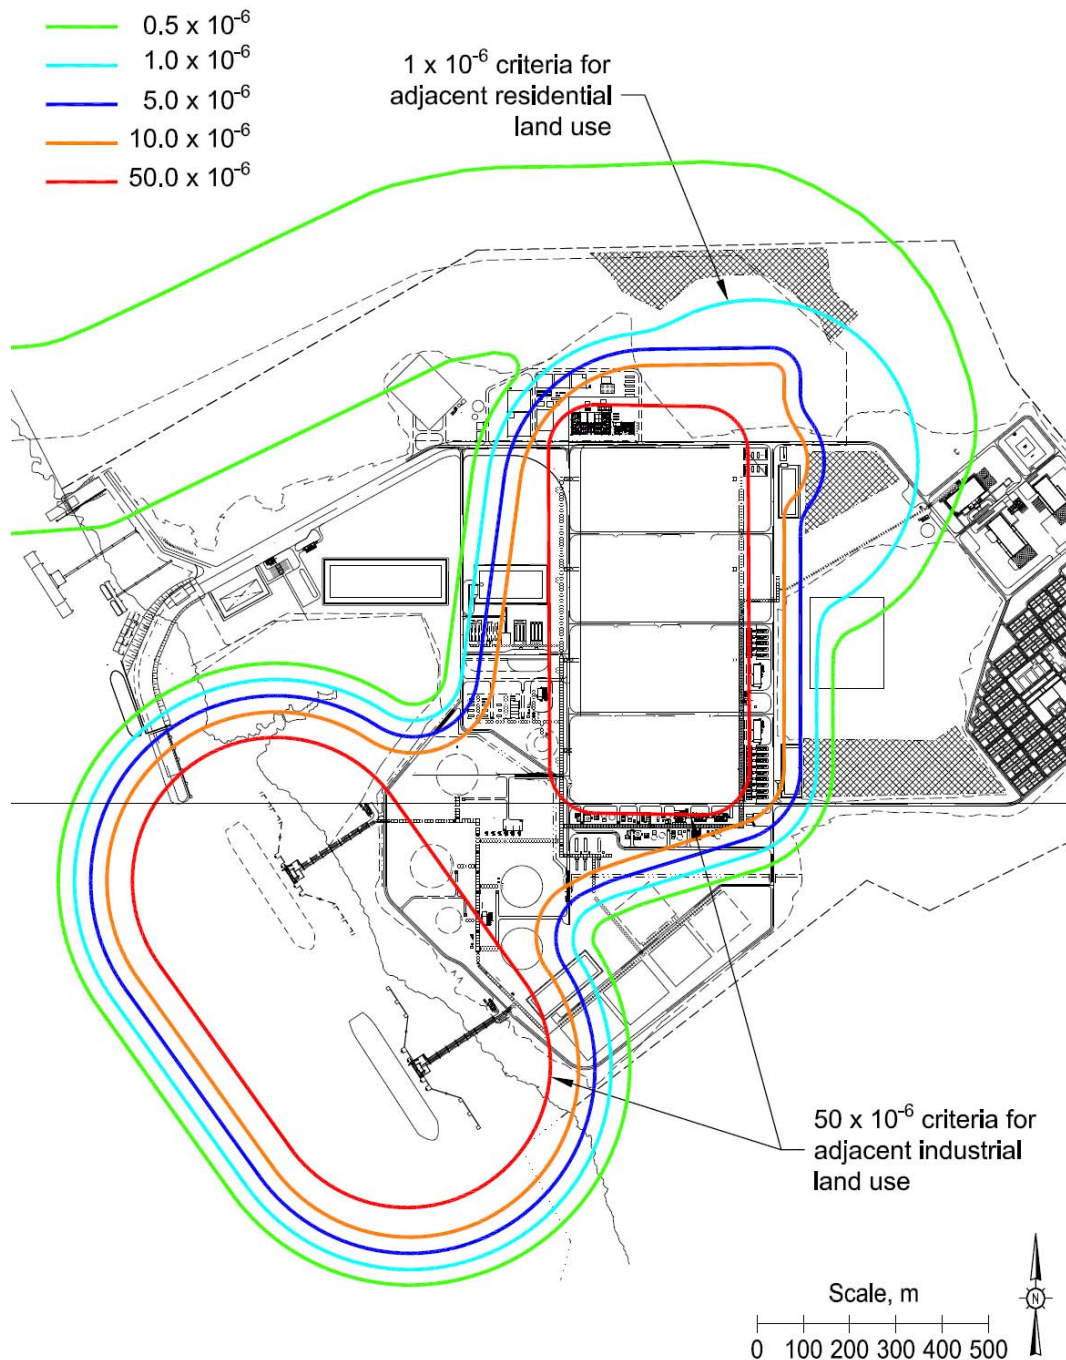 0.5 x 10⁻⁶
1.0 x 10⁻⁶
5.0 x 10⁻⁶
10.0 x 10⁻⁶
50.0 x 10⁻⁶
1 x 10⁻⁶ criteria for
adjacent residential
land use
50 x 10⁻⁶ criteria for
adjacent industrial
land use
Scale, m
0 100 200 300 400 500
N